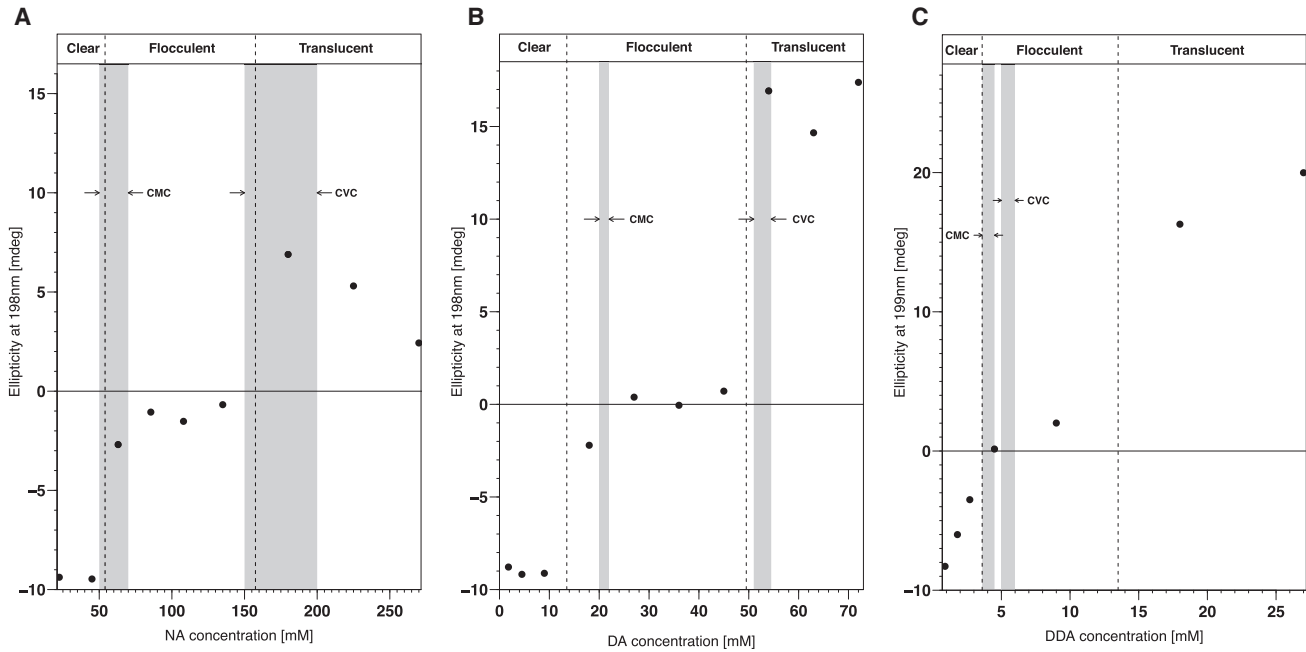 A
Clear Flocculent Translucent
15
10
5
0
−5
−10
CMC
CVC
50 100 150 200 250
Ellipticity at 198nm [mdeg]
NA concentration [mM]
B
Clear Flocculent Translucent
15
10
5
0
−5
−10
CMC
CVC
0 10 20 30 40 50 60 70
Ellipticity at 198nm [mdeg]
DA concentration [mM]
C
Clear Flocculent Translucent
20
10
0
−10
CVC
CMC
5 10 15 20 25
Ellipticity at 199nm [mdeg]
DDA concentration [mM]